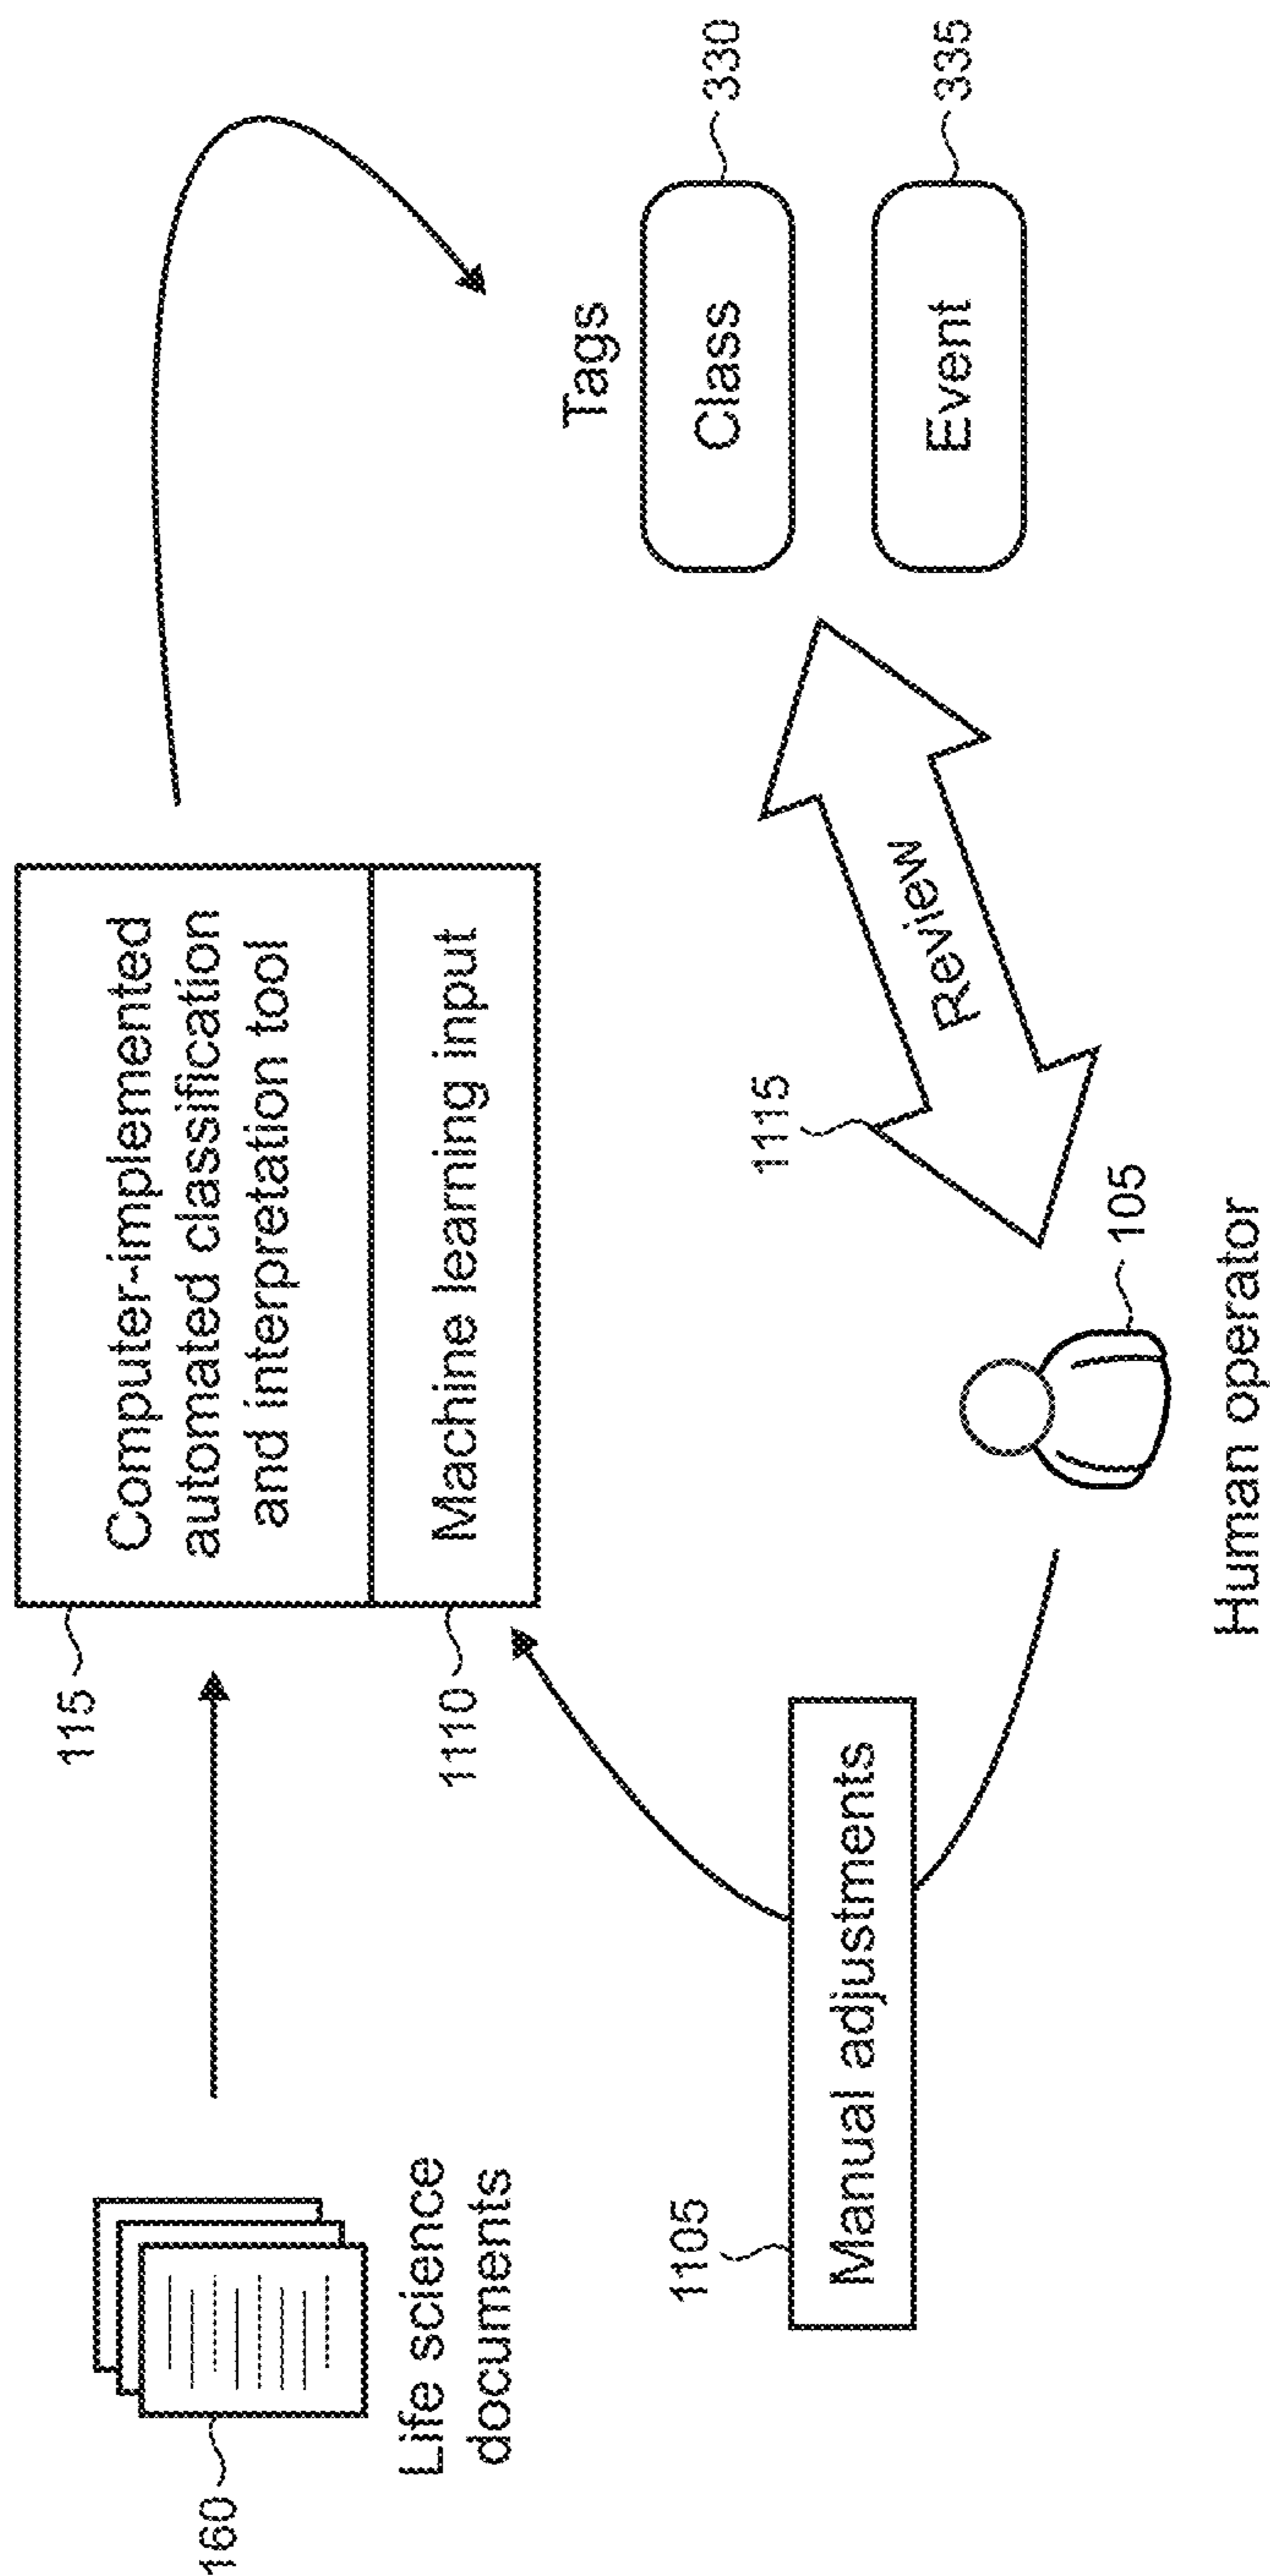 160
Life science
documents
115
Computer-implemented
automated classification
and interpretation tool
1110
Machine learning input
Tags
Class
330
Event
335
1115
Review
1105
Manual adjustments
105
Human operator